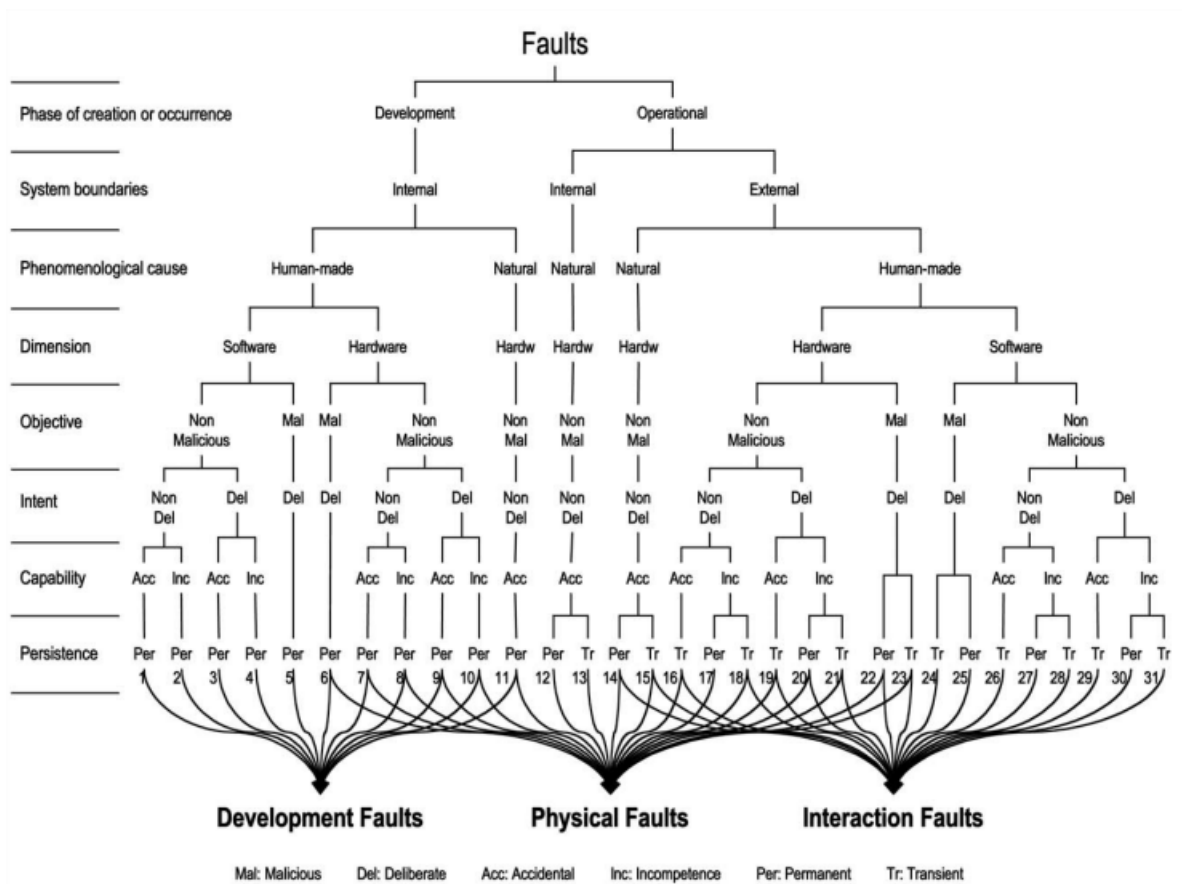 Faults
Phase of creation or occurrence Development Operational
System boundaries Internal Internal External
Phenomenological cause Human-made Natural Natural Natural Human-made
Dimension Software Hardware Hardw Hardw Hardw Hardware Software
Objective Non Mal Mal Non Non Non Non Non Mal Mal Non
Malicious Malicious Mal Mal Mal Malicious Malicious
Intent Non Del Del Del Non Del Non Non Non Non Del Del Del Non Del
Del Del Del Del Del Del Del
Capability Acc Inc Acc Inc Acc Inc Acc Inc Acc Acc Acc Acc Inc Acc Inc Acc Inc Acc Inc
Persistence Per Per Per Per Per Per Per Per Per Per Per Per Tr Per Tr Tr Per Tr Tr Per Tr Per Tr Tr Per Tr Per Tr Tr Per Tr
1 2 3 4 5 6 7 8 9 10 11 12 13 14 15 16 17 18 19 20 21 22 23 24 25 26 27 28 29 30 31
Development Faults Physical Faults Interaction Faults
Mal: Malicious Del: Deliberate Acc: Accidental Inc: Incompetence Per: Permanent Tr: Transient